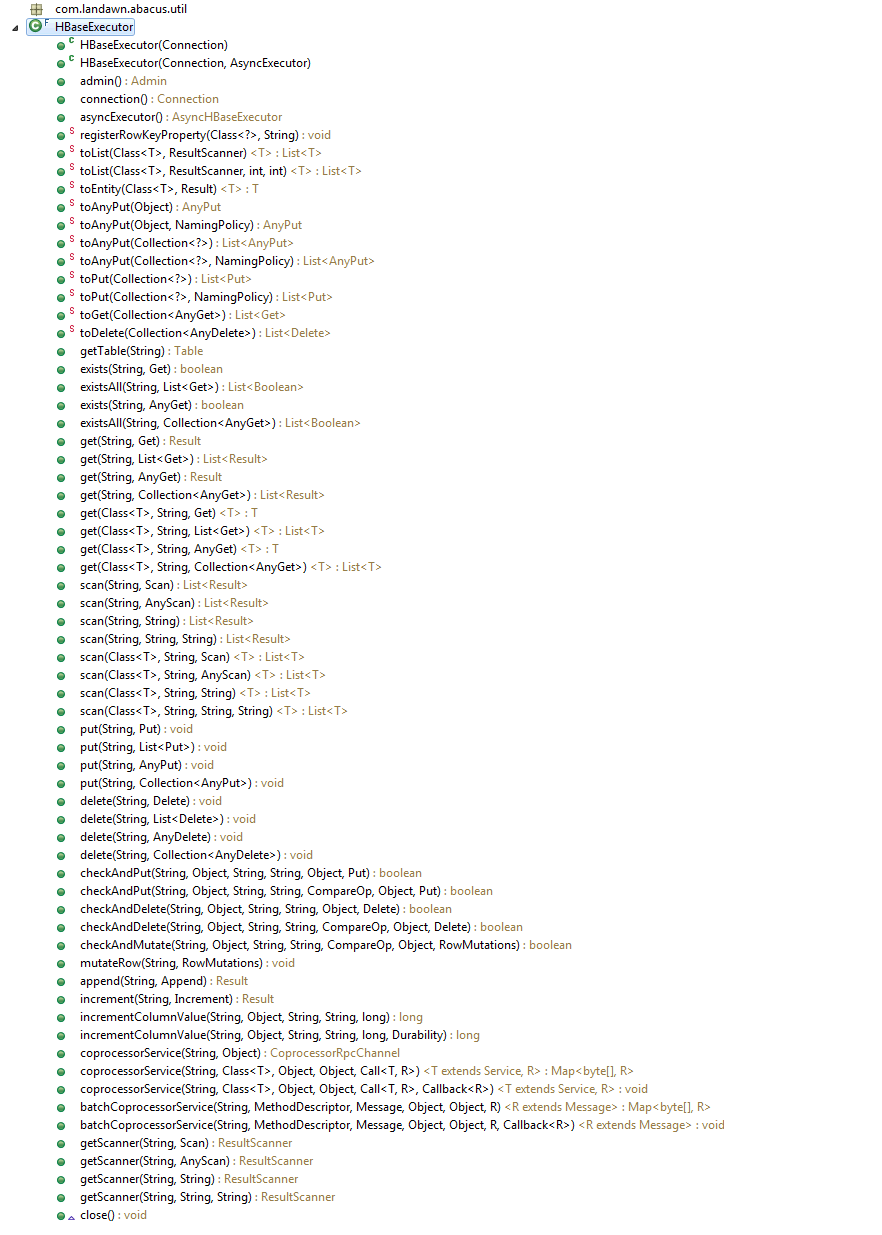 com.landawn.abacus.util
HBaseExecutor
HBaseExecutor(Connection)
HBaseExecutor(Connection, AsyncExecutor)
admin() : Admin
connection() : Connection
asyncExecutor() : AsyncHBaseExecutor
registerRowKeyProperty(Class<?>, String) : void
toList(Class<T>, ResultScanner) <T> : List<T>
toList(Class<T>, ResultScanner, int, int) <T> : List<T>
toEntity(Class<T>, Result) <T> : T
toAnyPut(Object) : AnyPut
toAnyPut(Object, NamingPolicy) : AnyPut
toAnyPut(Collection<?>) : List<AnyPut>
toAnyPut(Collection<?>, NamingPolicy) : List<AnyPut>
toPut(Collection<?>) : List<Put>
toPut(Collection<?>, NamingPolicy) : List<Put>
toGet(Collection<AnyGet>) : List<Get>
toDelete(Collection<AnyDelete>) : List<Delete>
getTable(String) : Table
exists(String, Get) : boolean
existsAll(String, List<Get>) : List<Boolean>
exists(String, AnyGet) : boolean
existsAll(String, Collection<AnyGet>) : List<Boolean>
get(String, Get) : Result
get(String, List<Get>) : List<Result>
get(String, AnyGet) : Result
get(String, Collection<AnyGet>) : List<Result>
get(Class<T>, String, Get) <T> : T
get(Class<T>, String, List<Get>) <T> : List<T>
get(Class<T>, String, AnyGet) <T> : T
get(Class<T>, String, Collection<AnyGet>) <T> : List<T>
scan(String, Scan) : List<Result>
scan(String, AnyScan) : List<Result>
scan(String, String) : List<Result>
scan(String, String, String) : List<Result>
scan(Class<T>, String, Scan) <T> : List<T>
scan(Class<T>, String, AnyScan) <T> : List<T>
scan(Class<T>, String, String) <T> : List<T>
scan(Class<T>, String, String, String) <T> : List<T>
put(String, Put) : void
put(String, List<Put>) : void
put(String, AnyPut) : void
put(String, Collection<AnyPut>) : void
delete(String, Delete) : void
delete(String, List<Delete>) : void
delete(String, AnyDelete) : void
delete(String, Collection<AnyDelete>) : void
checkAndPut(String, Object, String, String, Object, Put) : boolean
checkAndPut(String, Object, String, String, CompareOp, Object, Put) : boolean
checkAndDelete(String, Object, String, String, Object, Delete) : boolean
checkAndDelete(String, Object, String, String, CompareOp, Object, Delete) : boolean
checkAndMutate(String, Object, String, String, CompareOp, Object, RowMutations) : boolean
mutateRow(String, RowMutations) : void
append(String, Append) : Result
increment(String, Increment) : Result
incrementColumnValue(String, Object, String, String, long) : long
incrementColumnValue(String, Object, String, String, long, Durability) : long
coprocessorService(String, Object) : CoprocessorRpcChannel
coprocessorService(String, Class<T>, Object, Object, Call<T, R>) <T extends Service, R> : Map<byte[], R>
coprocessorService(String, Class<T>, Object, Object, Call<T, R>, Callback<R>) <T extends Service, R> : void
batchCoprocessorService(String, MethodDescriptor, Message, Object, Object, R) <R extends Message> : Map<byte[], R>
batchCoprocessorService(String, MethodDescriptor, Message, Object, Object, R, Callback<R>) <R extends Message> : void
getScanner(String, Scan) : ResultScanner
getScanner(String, AnyScan) : ResultScanner
getScanner(String, String) : ResultScanner
getScanner(String, String, String) : ResultScanner
close() : void